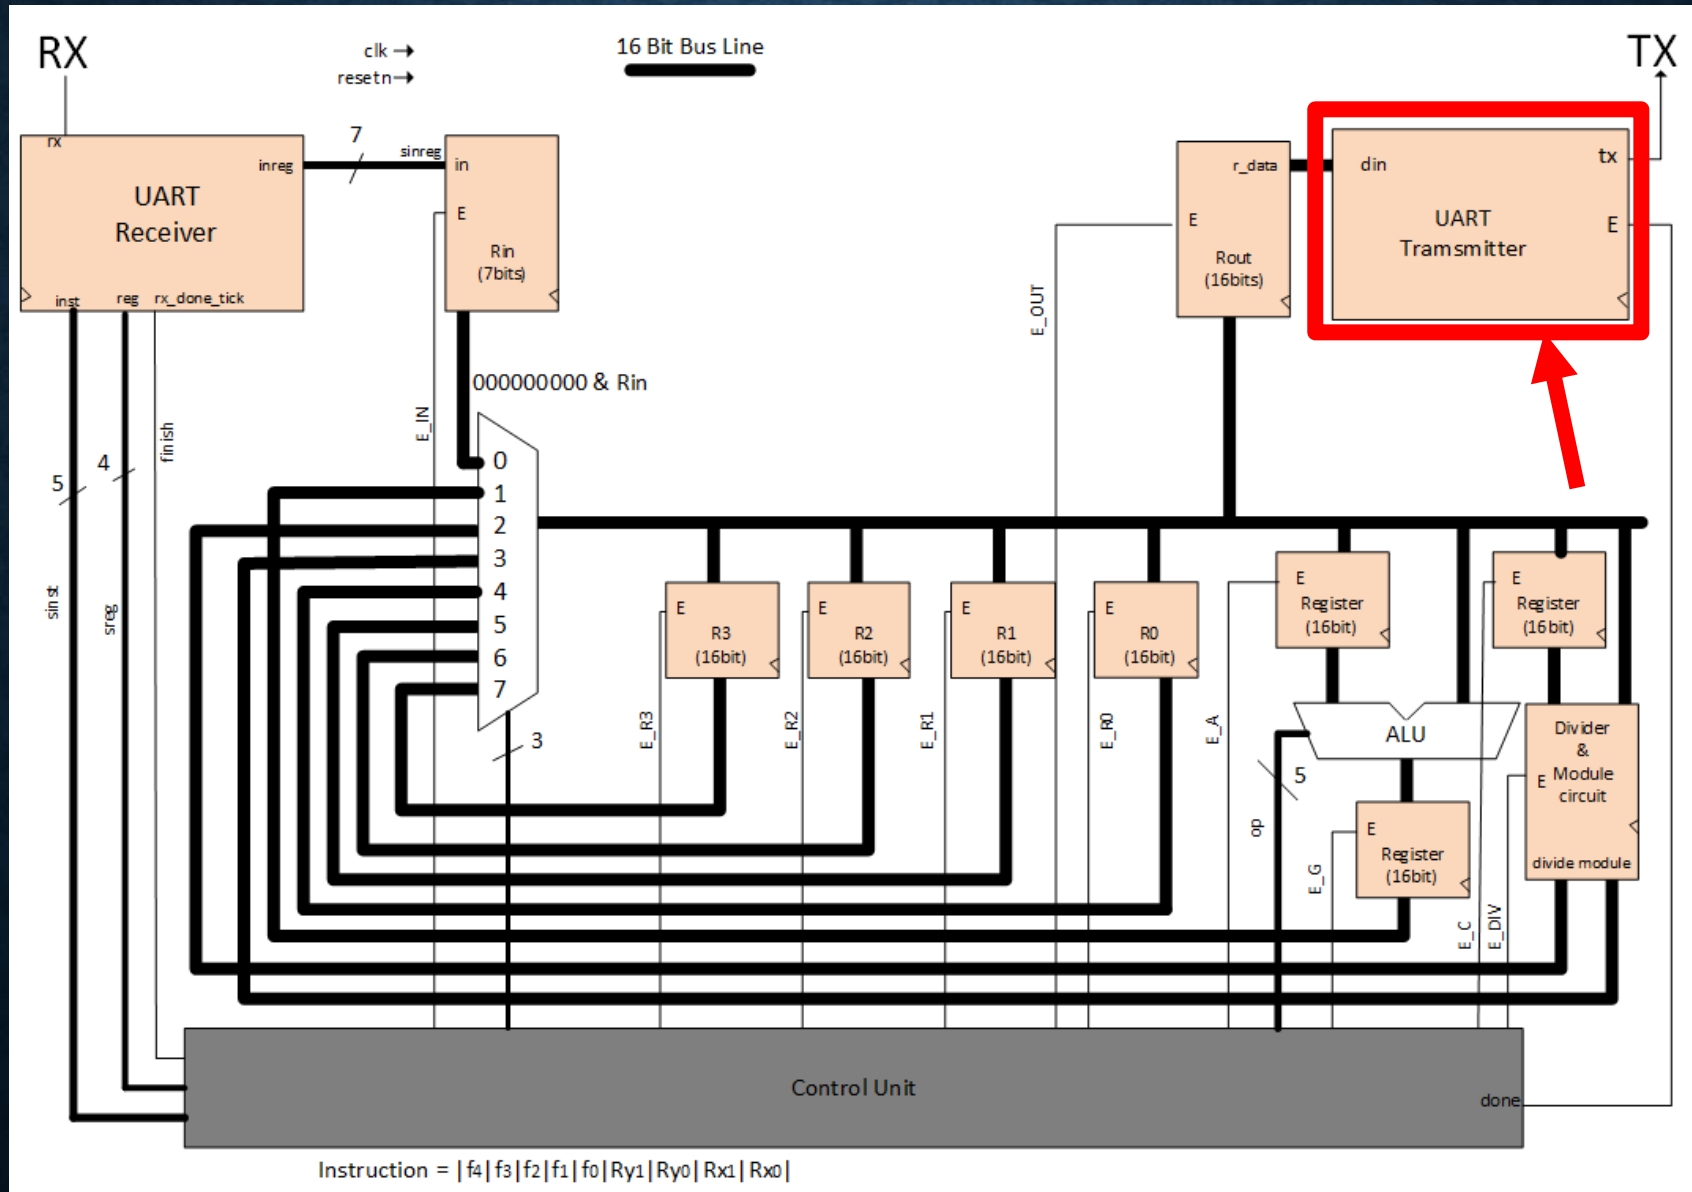 RX
clk →
resetn→
16 Bit Bus Line
TX
rx
inreg
UART
Receiver
inst
reg
rx_done_tick
7
sinreg
in
E
Rin
(7bits)
r_data
E
Rout
(16bits)
din
tx
E
UART
Tramsmitter
E_OUT
000000000 & Rin
E_IN
finish
4
5
sinst
sreg
0
1
2
3
4
5
6
7
3
E
R3
(16bit)
E
R2
(16bit)
E
R1
(16bit)
E
R0
(16bit)
E
Register
(16bit)
E
Register
(16bit)
E_R3
E_R2
E_R1
E_R0
E_A
ALU
5
op
Divider
&
Module
circuit
E
divide module
E
Register
(16bit)
E_G
E_C
E_DIV
Control Unit
done
Instruction = |f4|f3|f2|f1|f0|Ry1|Ry0|Rx1|Rx0|